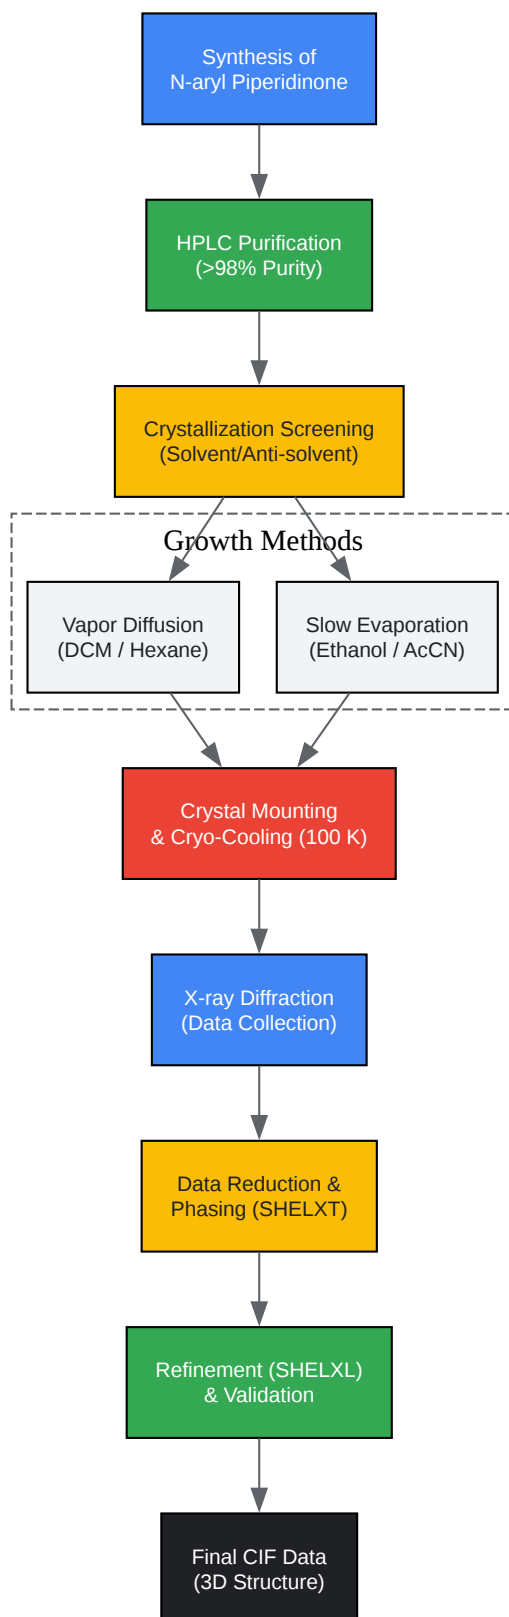 Synthesis of
N-aryl Piperidinone
HPLC Purification
(>98% Purity)
Crystallization Screening
(Solvent/Anti-solvent)
Growth Methods
Vapor Diffusion
(DCM / Hexane)
Slow Evaporation
(Ethanol / AcCN)
Crystal Mounting
& Cryo-Cooling (100 K)
X-ray Diffraction
(Data Collection)
Data Reduction &
Phasing (SHELXT)
Refinement (SHELXL)
& Validation
Final CIF Data
(3D Structure)